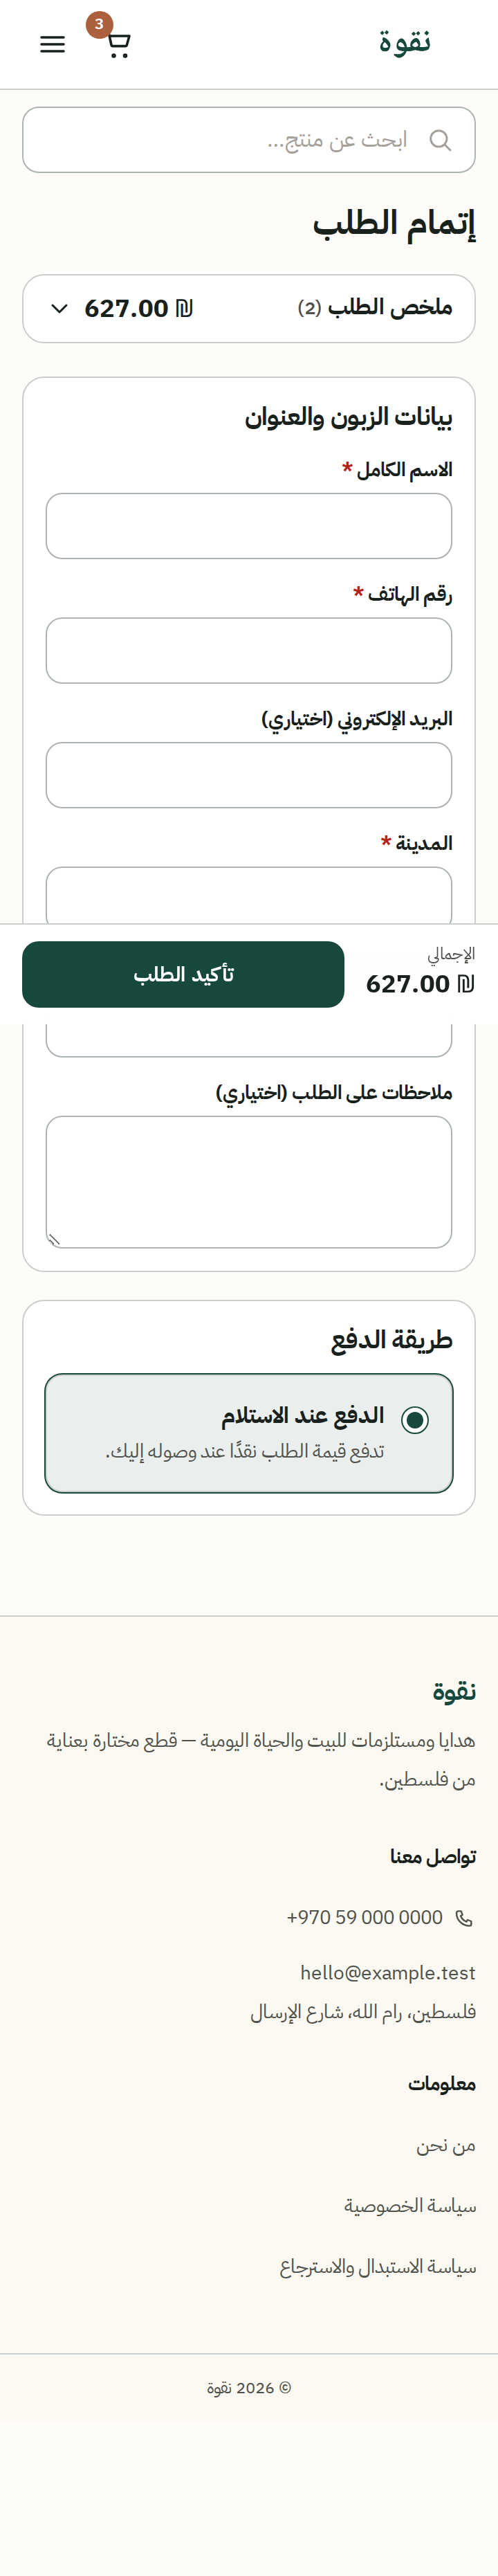 نقوة
3
ابحث عن منتج...
إتمام الطلب
ملخص الطلب (2) ₪ 627.00
بيانات الزبون والعنوان
الاسم الكامل *
رقم الهاتف *
البريد الإلكتروني (اختياري)
المدينة *
الإجمالي
₪ 627.00
تأكيد الطلب
ملاحظات على الطلب (اختياري)
طريقة الدفع
الدفع عند الاستلام
تدفع قيمة الطلب نقدًا عند وصوله إليك.
نقوة
هدايا ومستلزمات للبيت والحياة اليومية — قطع مختارة بعناية
من فلسطين.
تواصل معنا
+970 59 000 0000
hello@example.test
فلسطين، رام الله، شارع الإرسال
معلومات
من نحن
سياسة الخصوصية
سياسة الاستبدال والاسترجاع
© 2026 نقوة